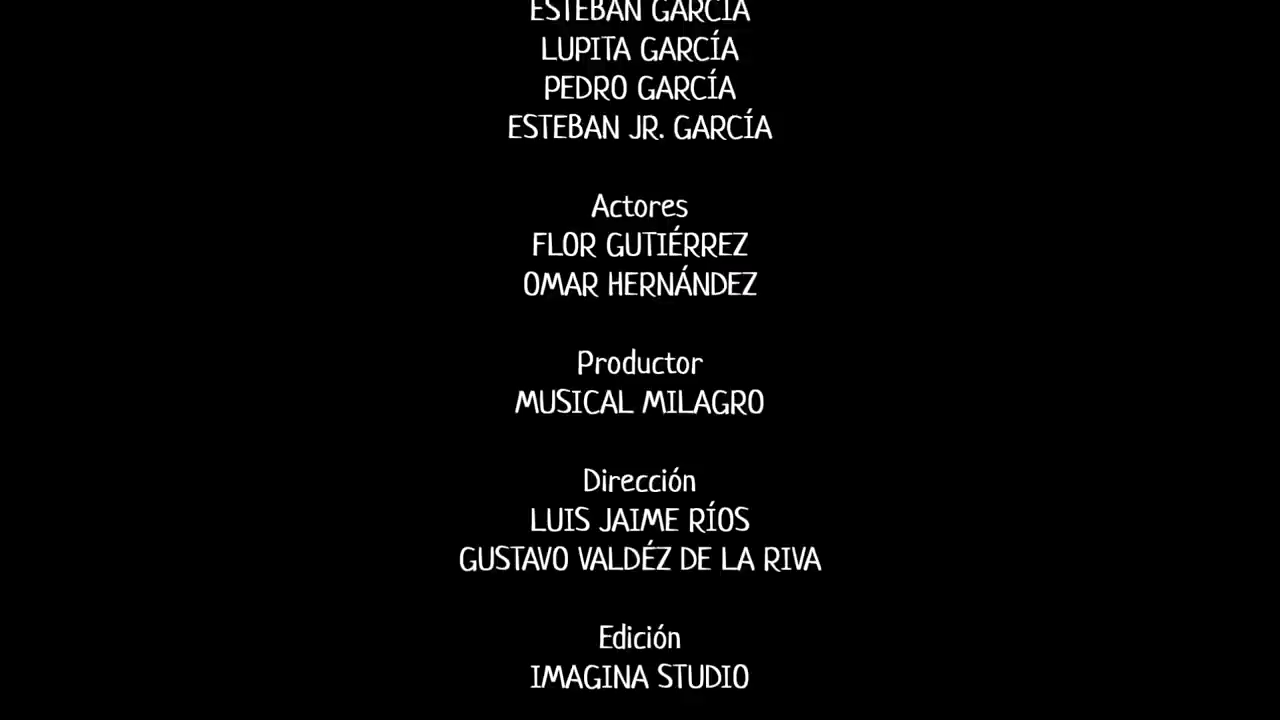 ESTEBAN GARCÍA
LUPITA GARCÍA
PEDRO GARCÍA
ESTEBAN JR. GARCÍA
Actores
FLOR GUTIÉRREZ
OMAR HERNÁNDEZ
Productor
MUSICAL MILAGRO
Dirección
LUIS JAIME RÍOS
GUSTAVO VALDÉZ DE LA RIVA
Edición
IMAGINA STUDIO